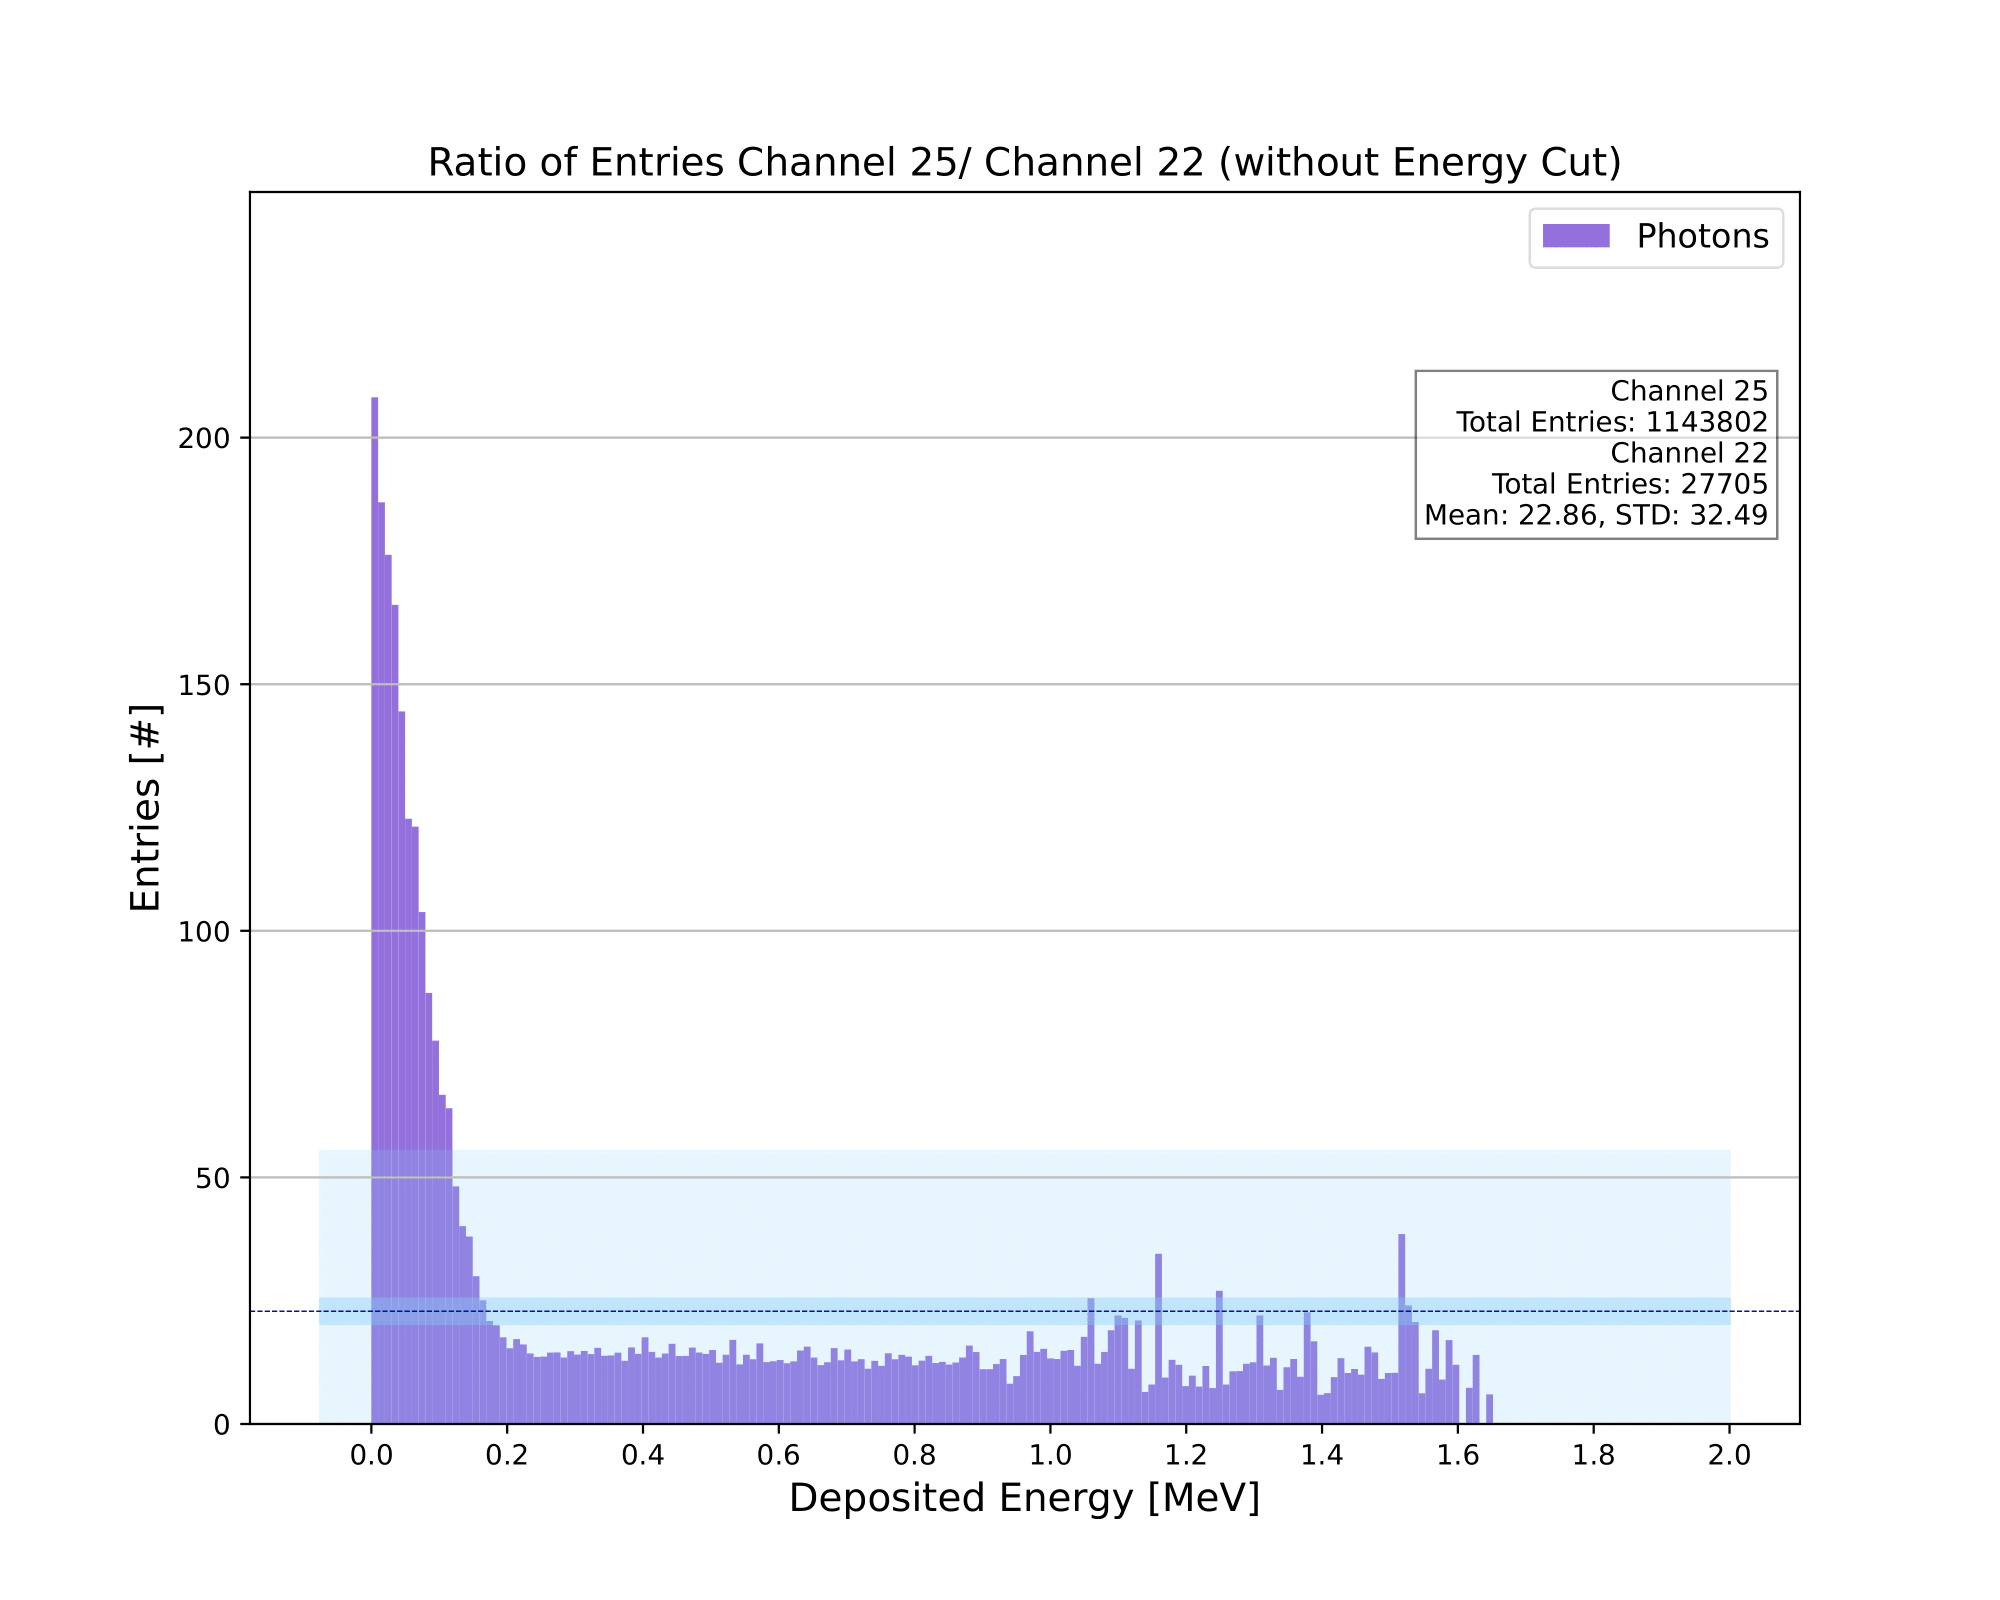 Ratio of Entries Channel 25/ Channel 22 (without Energy Cut)
Photons
Channel 25
Total Entries: 1143802
Channel 22
Total Entries: 27705
Mean: 22.86, STD: 32.49
Entries [#]
200
150
100
50
0
0.0 0.2 0.4 0.6 0.8 1.0 1.2 1.4 1.6 1.8 2.0
Deposited Energy [MeV]